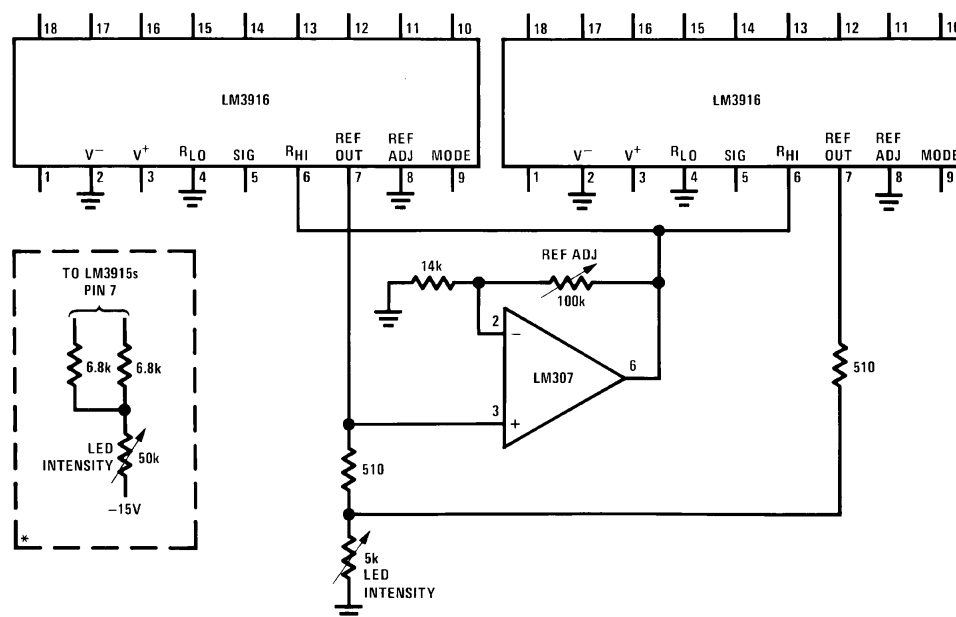 18 17 16 15 14 13 12 11 10
LM3916
V− V+ RLO SIG RHI REF OUT REF ADJ MODE
1 2 3 4 5 6 7 8 9
18 17 16 15 14 13 12 11
LM3916
V− V+ RLO SIG RHI REF OUT REF ADJ MODE
1 2 3 4 5 6 7 8 9
TO LM3915s
PIN 7
6.8k 6.8k
LED
INTENSITY
50k
−15V
*
14k
REF ADJ
100k
2
−
LM307
6
3
+
510
510
5k
LED
INTENSITY